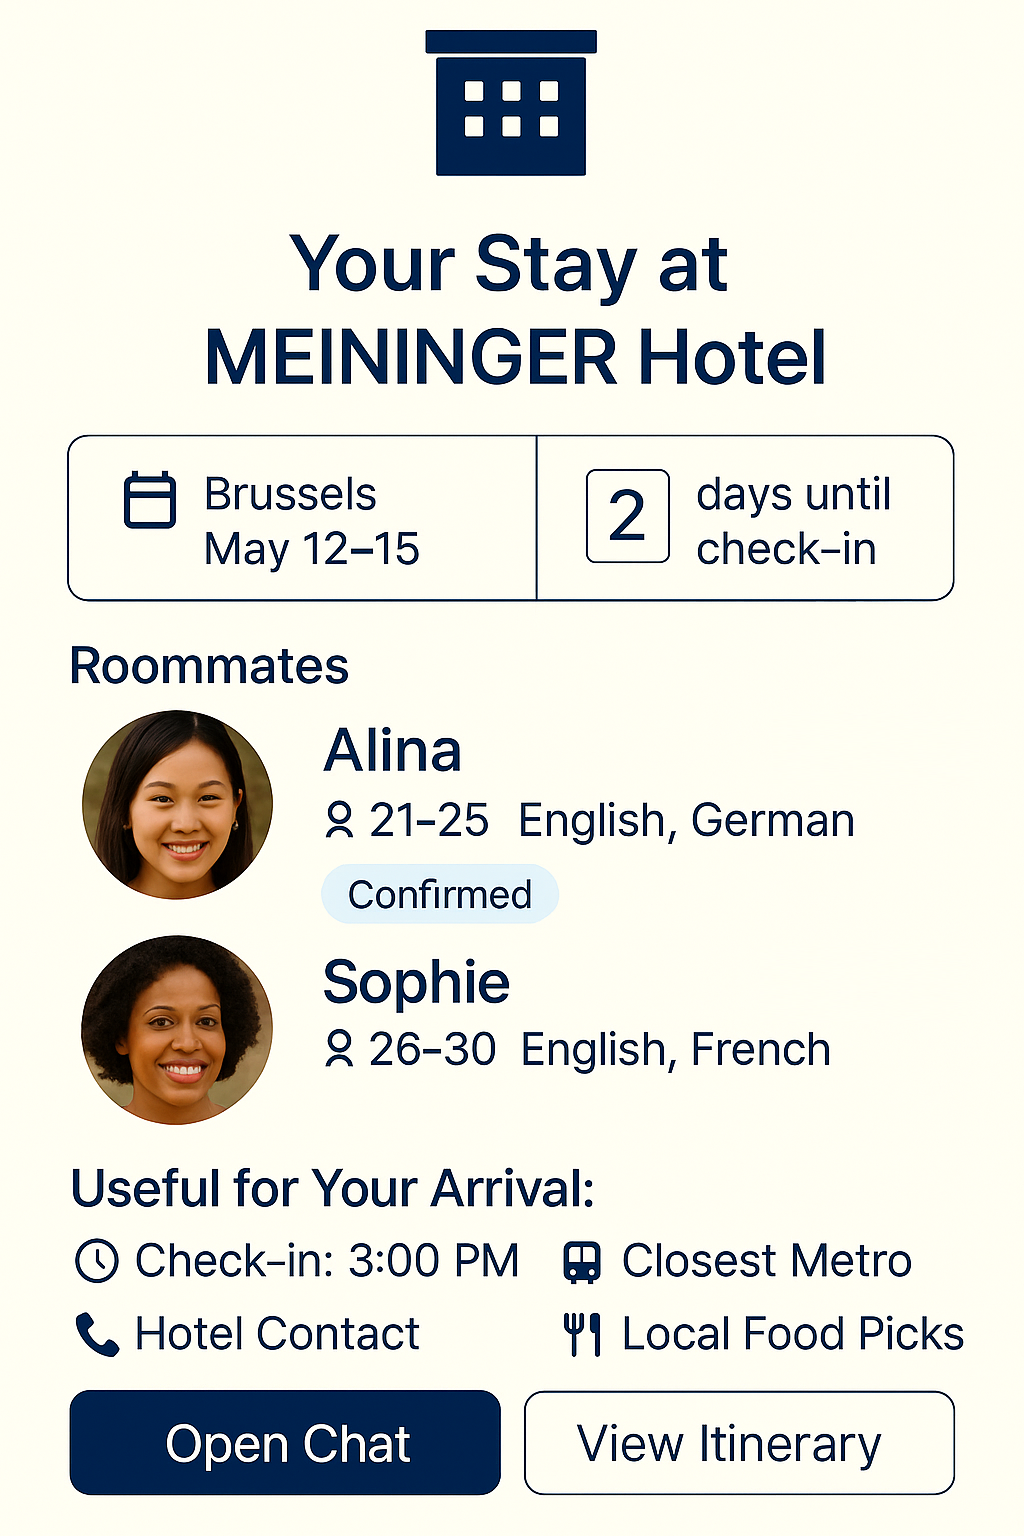 Your Stay at
MEININGER Hotel
Brussels
May 12–15
2
days until
check–in
Roommates
Alina
21–25 English, German
Confirmed
Sophie
26–30 English, French
Useful for Your Arrival:
Check–in: 3:00 PM
Closest Metro
Hotel Contact
Local Food Picks
Open Chat
View Itinerary